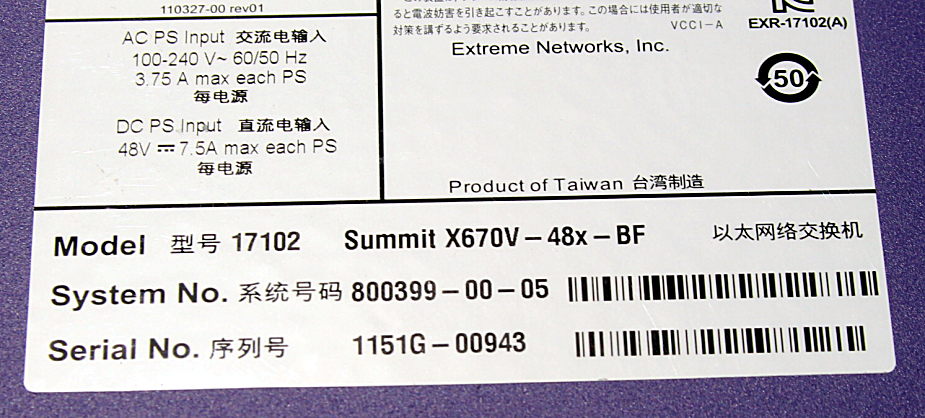 110327-00 rev01
AC PS Input 交流电输入
100-240 V~ 60/50 Hz
3.75 A max each PS
每电源
DC PS Input 直流电输入
48V ⎓ 7.5A max each PS
每电源
ると電波妨害を引き起こすことがあります。この場合には使用者が適切な
対策を講ずるよう要求されることがあります。 VCCI-A
Extreme Networks, Inc.
EXR-17102(A)
50
Product of Taiwan 台湾制造
Model 型号 17102 Summit X670V-48x-BF 以太网络交换机
System No. 系统号码 800399-00-05
Serial No. 序列号 1151G-00943